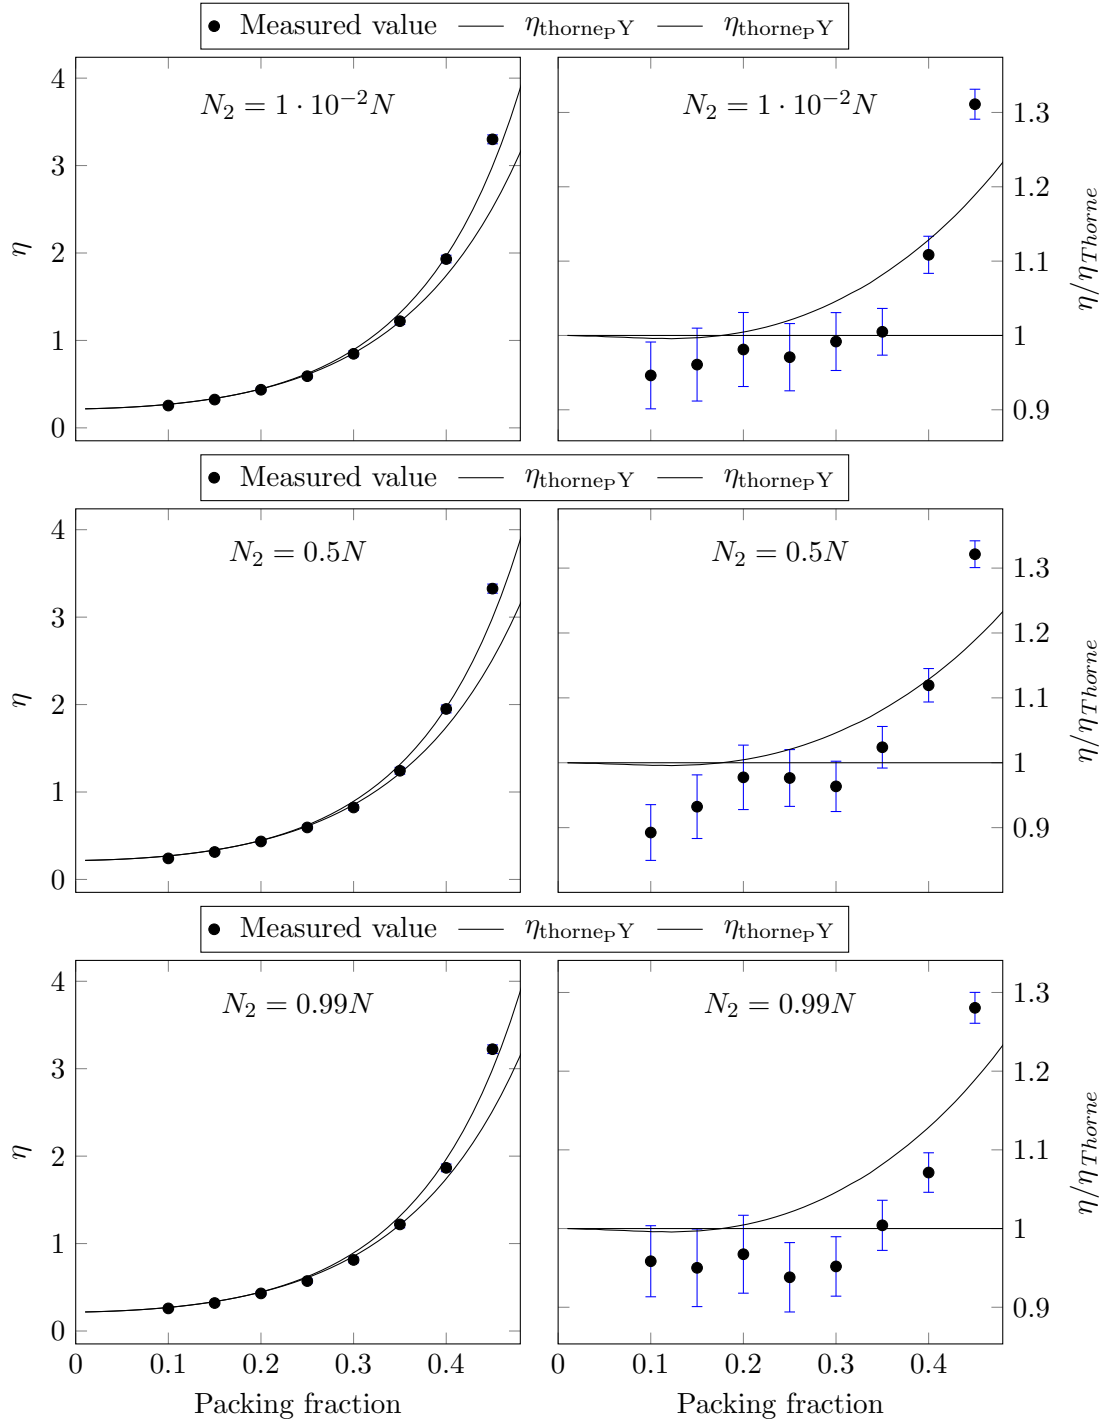 Measured value η_thorne_PY η_thorne_PY
N₂ = 1 · 10⁻²N N₂ = 1 · 10⁻²N
4
3
2
1
0
η
1.3
1.2
1.1
1
0.9
η/η_Thorne
Measured value η_thorne_PY η_thorne_PY
N₂ = 0.5N N₂ = 0.5N
4
3
2
1
0
η
1.3
1.2
1.1
1
0.9
η/η_Thorne
Measured value η_thorne_PY η_thorne_PY
N₂ = 0.99N N₂ = 0.99N
4
3
2
1
0
η
1.3
1.2
1.1
1
0.9
η/η_Thorne
0 0.1 0.2 0.3 0.4 0 0.1 0.2 0.3 0.4
Packing fraction Packing fraction